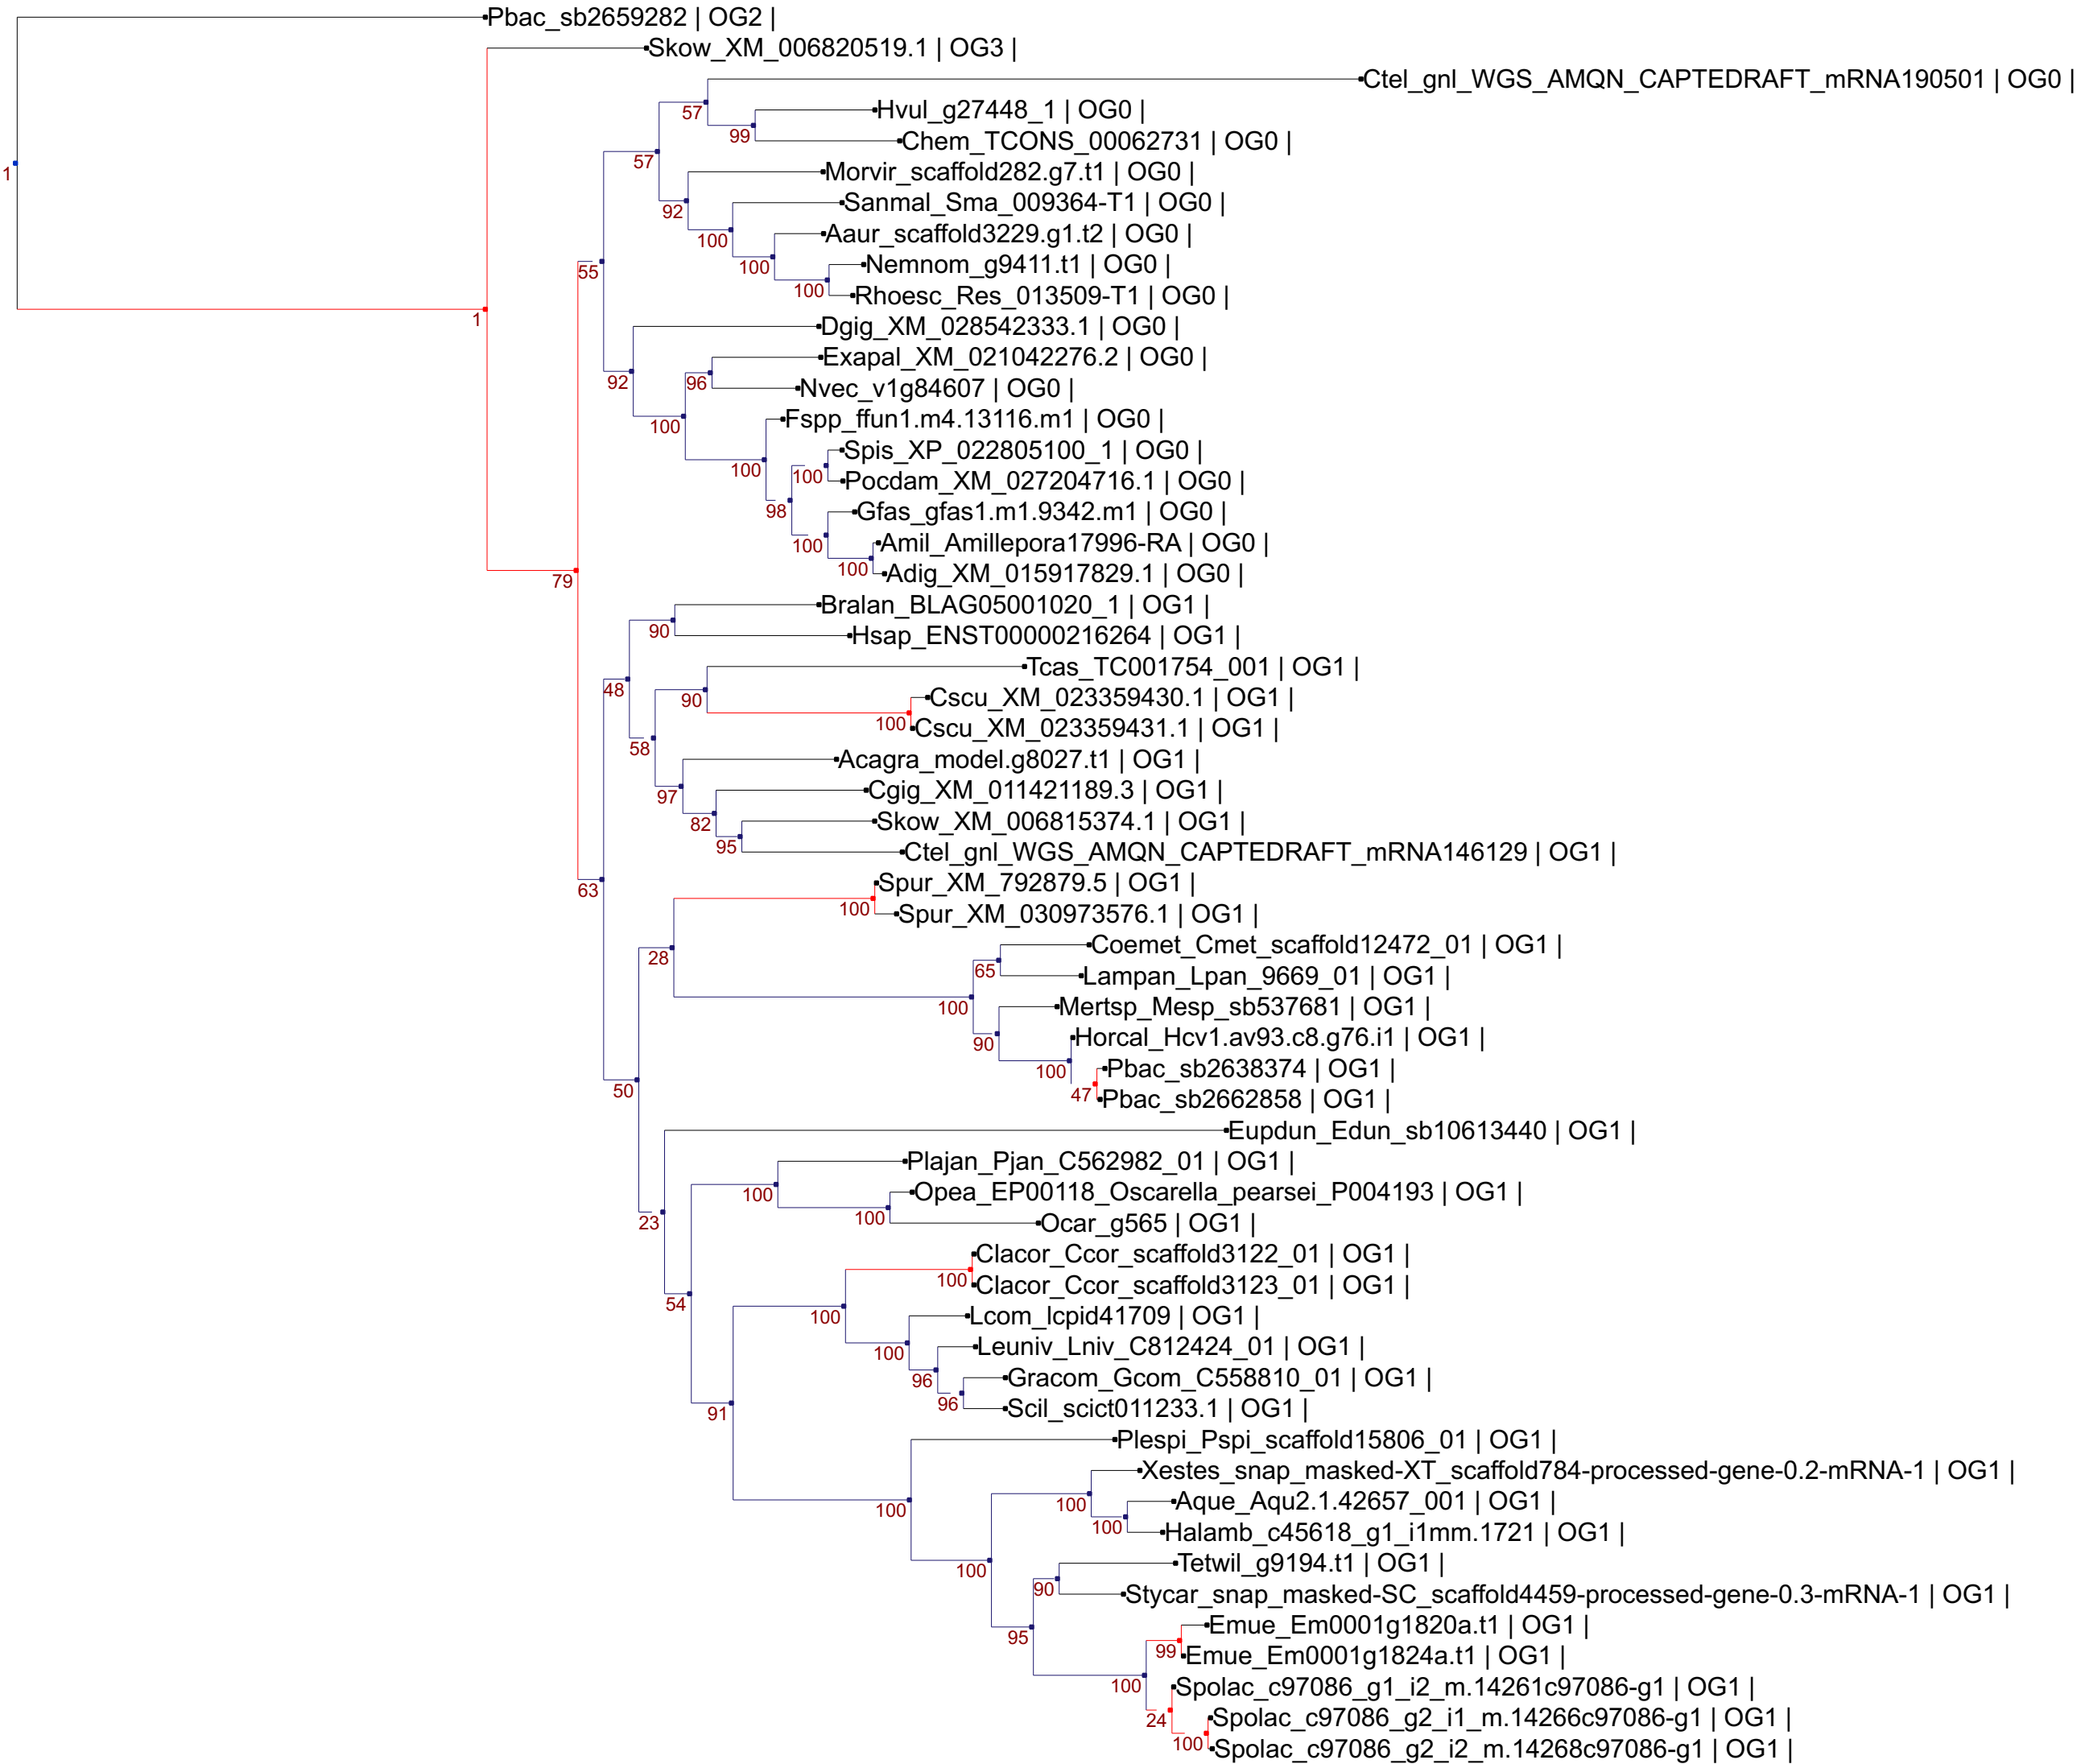 Pbac_sb2659282 | OG2 |
Skow_XM_006820519.1 | OG3 |
Ctel_gnl_WGS_AMQN_CAPTEDRAFT_mRNA190501 | OG0 |
57
Hvul_g27448_1 | OG0 |
99
Chem_TCONS_00062731 | OG0 |
57
1
Morvir_scaffold282.g7.t1 | OG0 |
92
Sanmal_Sma_009364-T1 | OG0 |
100
Aaur_scaffold3229.g1.t2 | OG0 |
100
55
Nemnom_g9411.t1 | OG0 |
100
Rhoesc_Res_013509-T1 | OG0 |
1
Dgig_XM_028542333.1 | OG0 |
Exapal_XM_021042276.2 | OG0 |
92
96
Nvec_v1g84607 | OG0 |
100
Fspp_ffun1.m4.13116.m1 | OG0 |
Spis_XP_022805100_1 | OG0 |
100
100
Pocdam_XM_027204716.1 | OG0 |
98
Gfas_gfas1.m1.9342.m1 | OG0 |
100
Amil_Amillepora17996-RA | OG0 |
100
Adig_XM_015917829.1 | OG0 |
79
Bralan_BLAG05001020_1 | OG1 |
90
Hsap_ENST00000216264 | OG1 |
Tcas_TC001754_001 | OG1 |
48
90
Cscu_XM_023359430.1 | OG1 |
100
Cscu_XM_023359431.1 | OG1 |
58
Acagra_model.g8027.t1 | OG1 |
97
Cgig_XM_011421189.3 | OG1 |
82
Skow_XM_006815374.1 | OG1 |
95
Ctel_gnl_WGS_AMQN_CAPTEDRAFT_mRNA146129 | OG1 |
63
Spur_XM_792879.5 | OG1 |
100
Spur_XM_030973576.1 | OG1 |
28
Coemet_Cmet_scaffold12472_01 | OG1 |
65
Lampan_Lpan_9669_01 | OG1 |
100
Mertsp_Mesp_sb537681 | OG1 |
90
Horcal_Hcv1.av93.c8.g76.i1 | OG1 |
100
Pbac_sb2638374 | OG1 |
50
47
Pbac_sb2662858 | OG1 |
Eupdun_Edun_sb10613440 | OG1 |
Plajan_Pjan_C562982_01 | OG1 |
100
Opea_EP00118_Oscarella_pearsei_P004193 | OG1 |
100
23
Ocar_g565 | OG1 |
Clacor_Ccor_scaffold3122_01 | OG1 |
100
Clacor_Ccor_scaffold3123_01 | OG1 |
54
100
Lcom_lcpid41709 | OG1 |
100
Leuniv_Lniv_C812424_01 | OG1 |
96
Gracom_Gcom_C558810_01 | OG1 |
96
91
Scil_scict011233.1 | OG1 |
Plespi_Pspi_scaffold15806_01 | OG1 |
Xestes_snap_masked-XT_scaffold784-processed-gene-0.2-mRNA-1 | OG1 |
100
100
Aque_Aqu2.1.42657_001 | OG1 |
100
Halamb_c45618_g1_i1mm.1721 | OG1 |
100
Tetwil_g9194.t1 | OG1 |
90
Stycar_snap_masked-SC_scaffold4459-processed-gene-0.3-mRNA-1 | OG1 |
95
Emue_Em0001g1820a.t1 | OG1 |
99
Emue_Em0001g1824a.t1 | OG1 |
100
Spolac_c97086_g1_i2_m.14261c97086-g1 | OG1 |
24
Spolac_c97086_g2_i1_m.14266c97086-g1 | OG1 |
100
Spolac_c97086_g2_i2_m.14268c97086-g1 | OG1 |